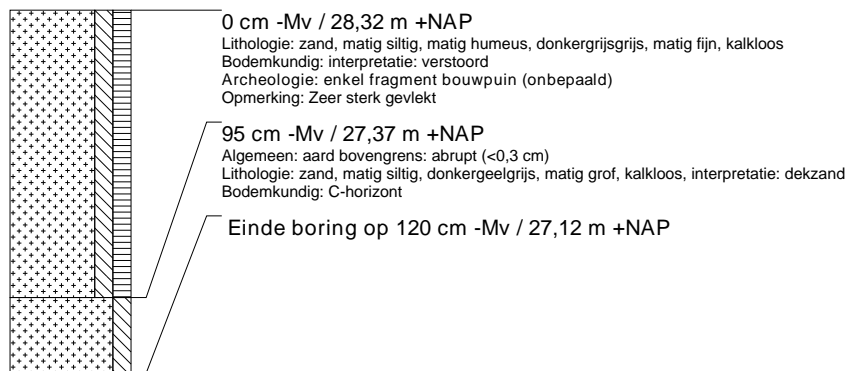 0 cm -Mv / 28,32 m +NAP
Lithologie: zand, matig siltig, matig humeus, donkergrijsgrijs, matig fijn, kalkloos
Bodemkundig: interpretatie: verstoord
Archeologie: enkel fragment bouwpuin (onbepaald)
Opmerking: Zeer sterk gevlekt
95 cm -Mv / 27,37 m +NAP
Algemeen: aard bovengrens: abrupt (<0,3 cm)
Lithologie: zand, matig siltig, donkergeelgrijs, matig grof, kalkloos, interpretatie: dekzand
Bodemkundig: C-horizont
Einde boring op 120 cm -Mv / 27,12 m +NAP